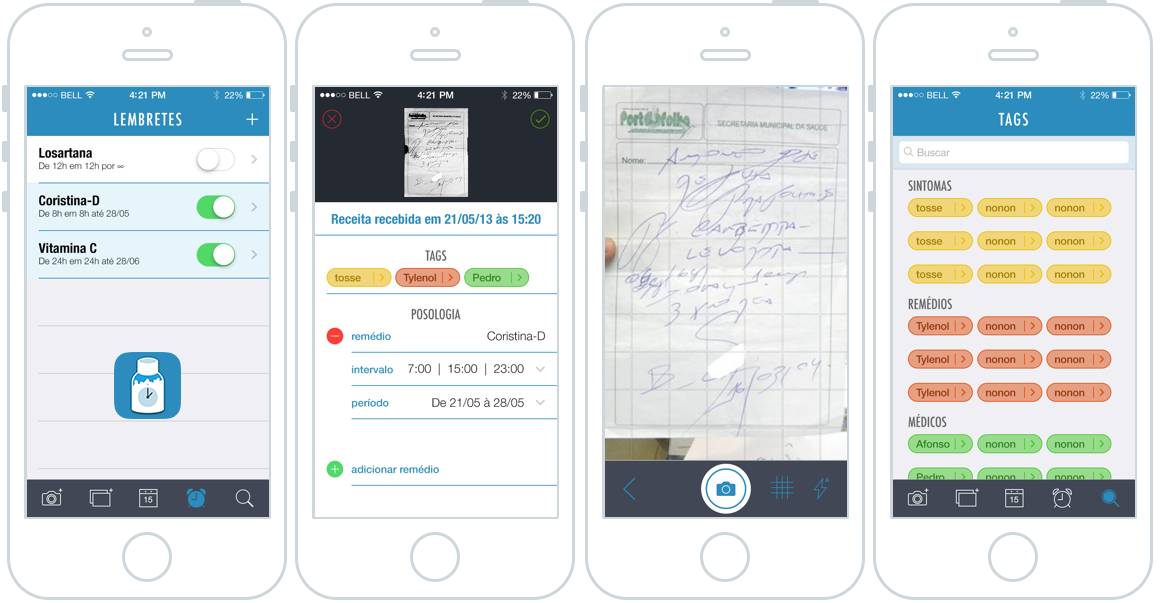 BELL 4:21 PM 22%
LEMBRETES +
Losartana
De 12h em 12h por ∞
Coristina-D
De 8h em 8h até 28/05
Vitamina C
De 24h em 24h até 28/06
15
BELL 4:21 PM 22%
Receita recebida em 21/05/13 às 15:20
TAGS
tosse Tylenol Pedro
POSOLOGIA
remédio Coristina-D
intervalo 7:00 | 15:00 | 23:00
período De 21/05 à 28/05
adicionar remédio
SECRETARIA MUNICIPAL DA SAÚDE
Nome:
BELL 4:21 PM 22%
TAGS
Buscar
SINTOMAS
tosse nonon nonon
tosse nonon nonon
tosse nonon nonon
REMÉDIOS
Tylenol nonon nonon
Tylenol nonon nonon
Tylenol nonon nonon
MÉDICOS
Afonso nonon nonon
Pedro nonon nonon
15